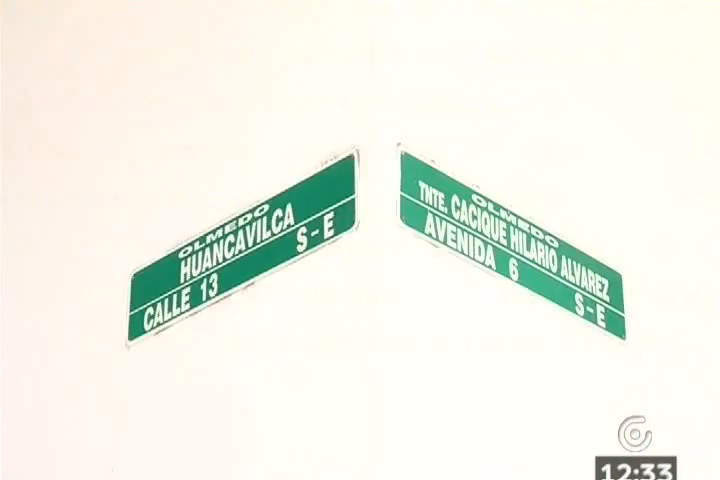 OLMEDO
HUANCAVILCA
CALLE 13 S-E
OLMEDO
TNTE. CACIQUE HILARIO ALVAREZ
AVENIDA 6 S-E
12:33